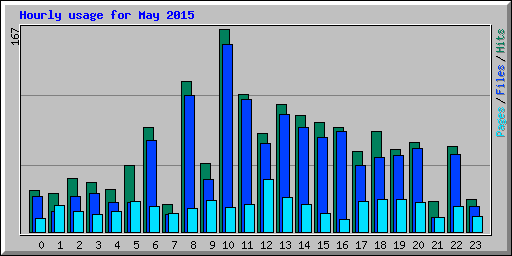 Hourly usage for May 2015
167
Pages/Files/Hits
0 1 2 3 4 5 6 7 8 9 10 11 12 13 14 15 16 17 18 19 20 21 22 23